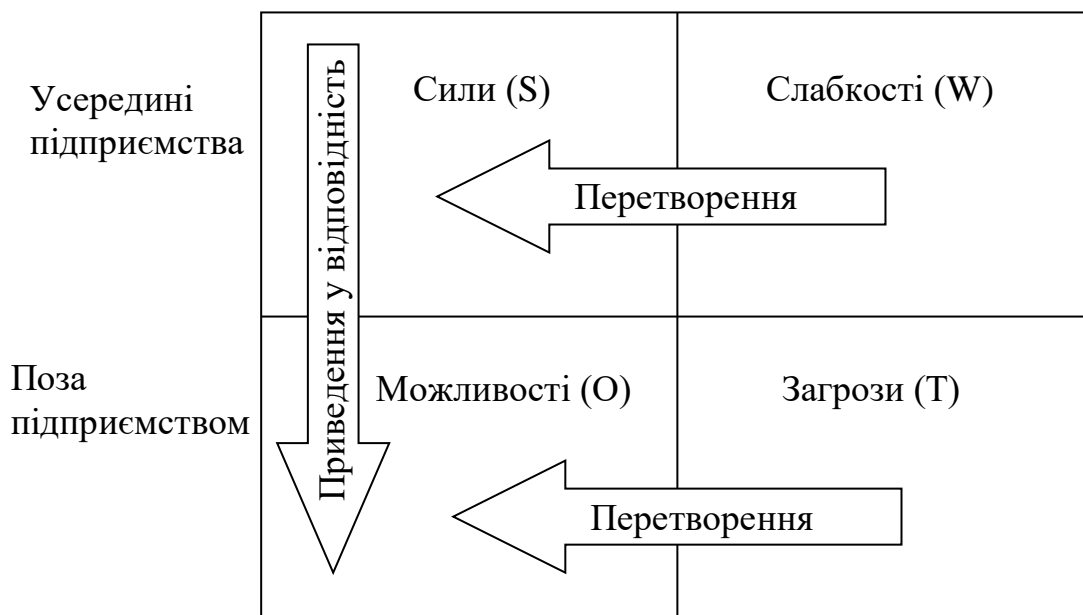 Усередині
підприємства
Сили (S)
Слабкості (W)
Приведення у відповідність
Перетворення
Поза
підприємством
Можливості (O)
Загрози (T)
Перетворення